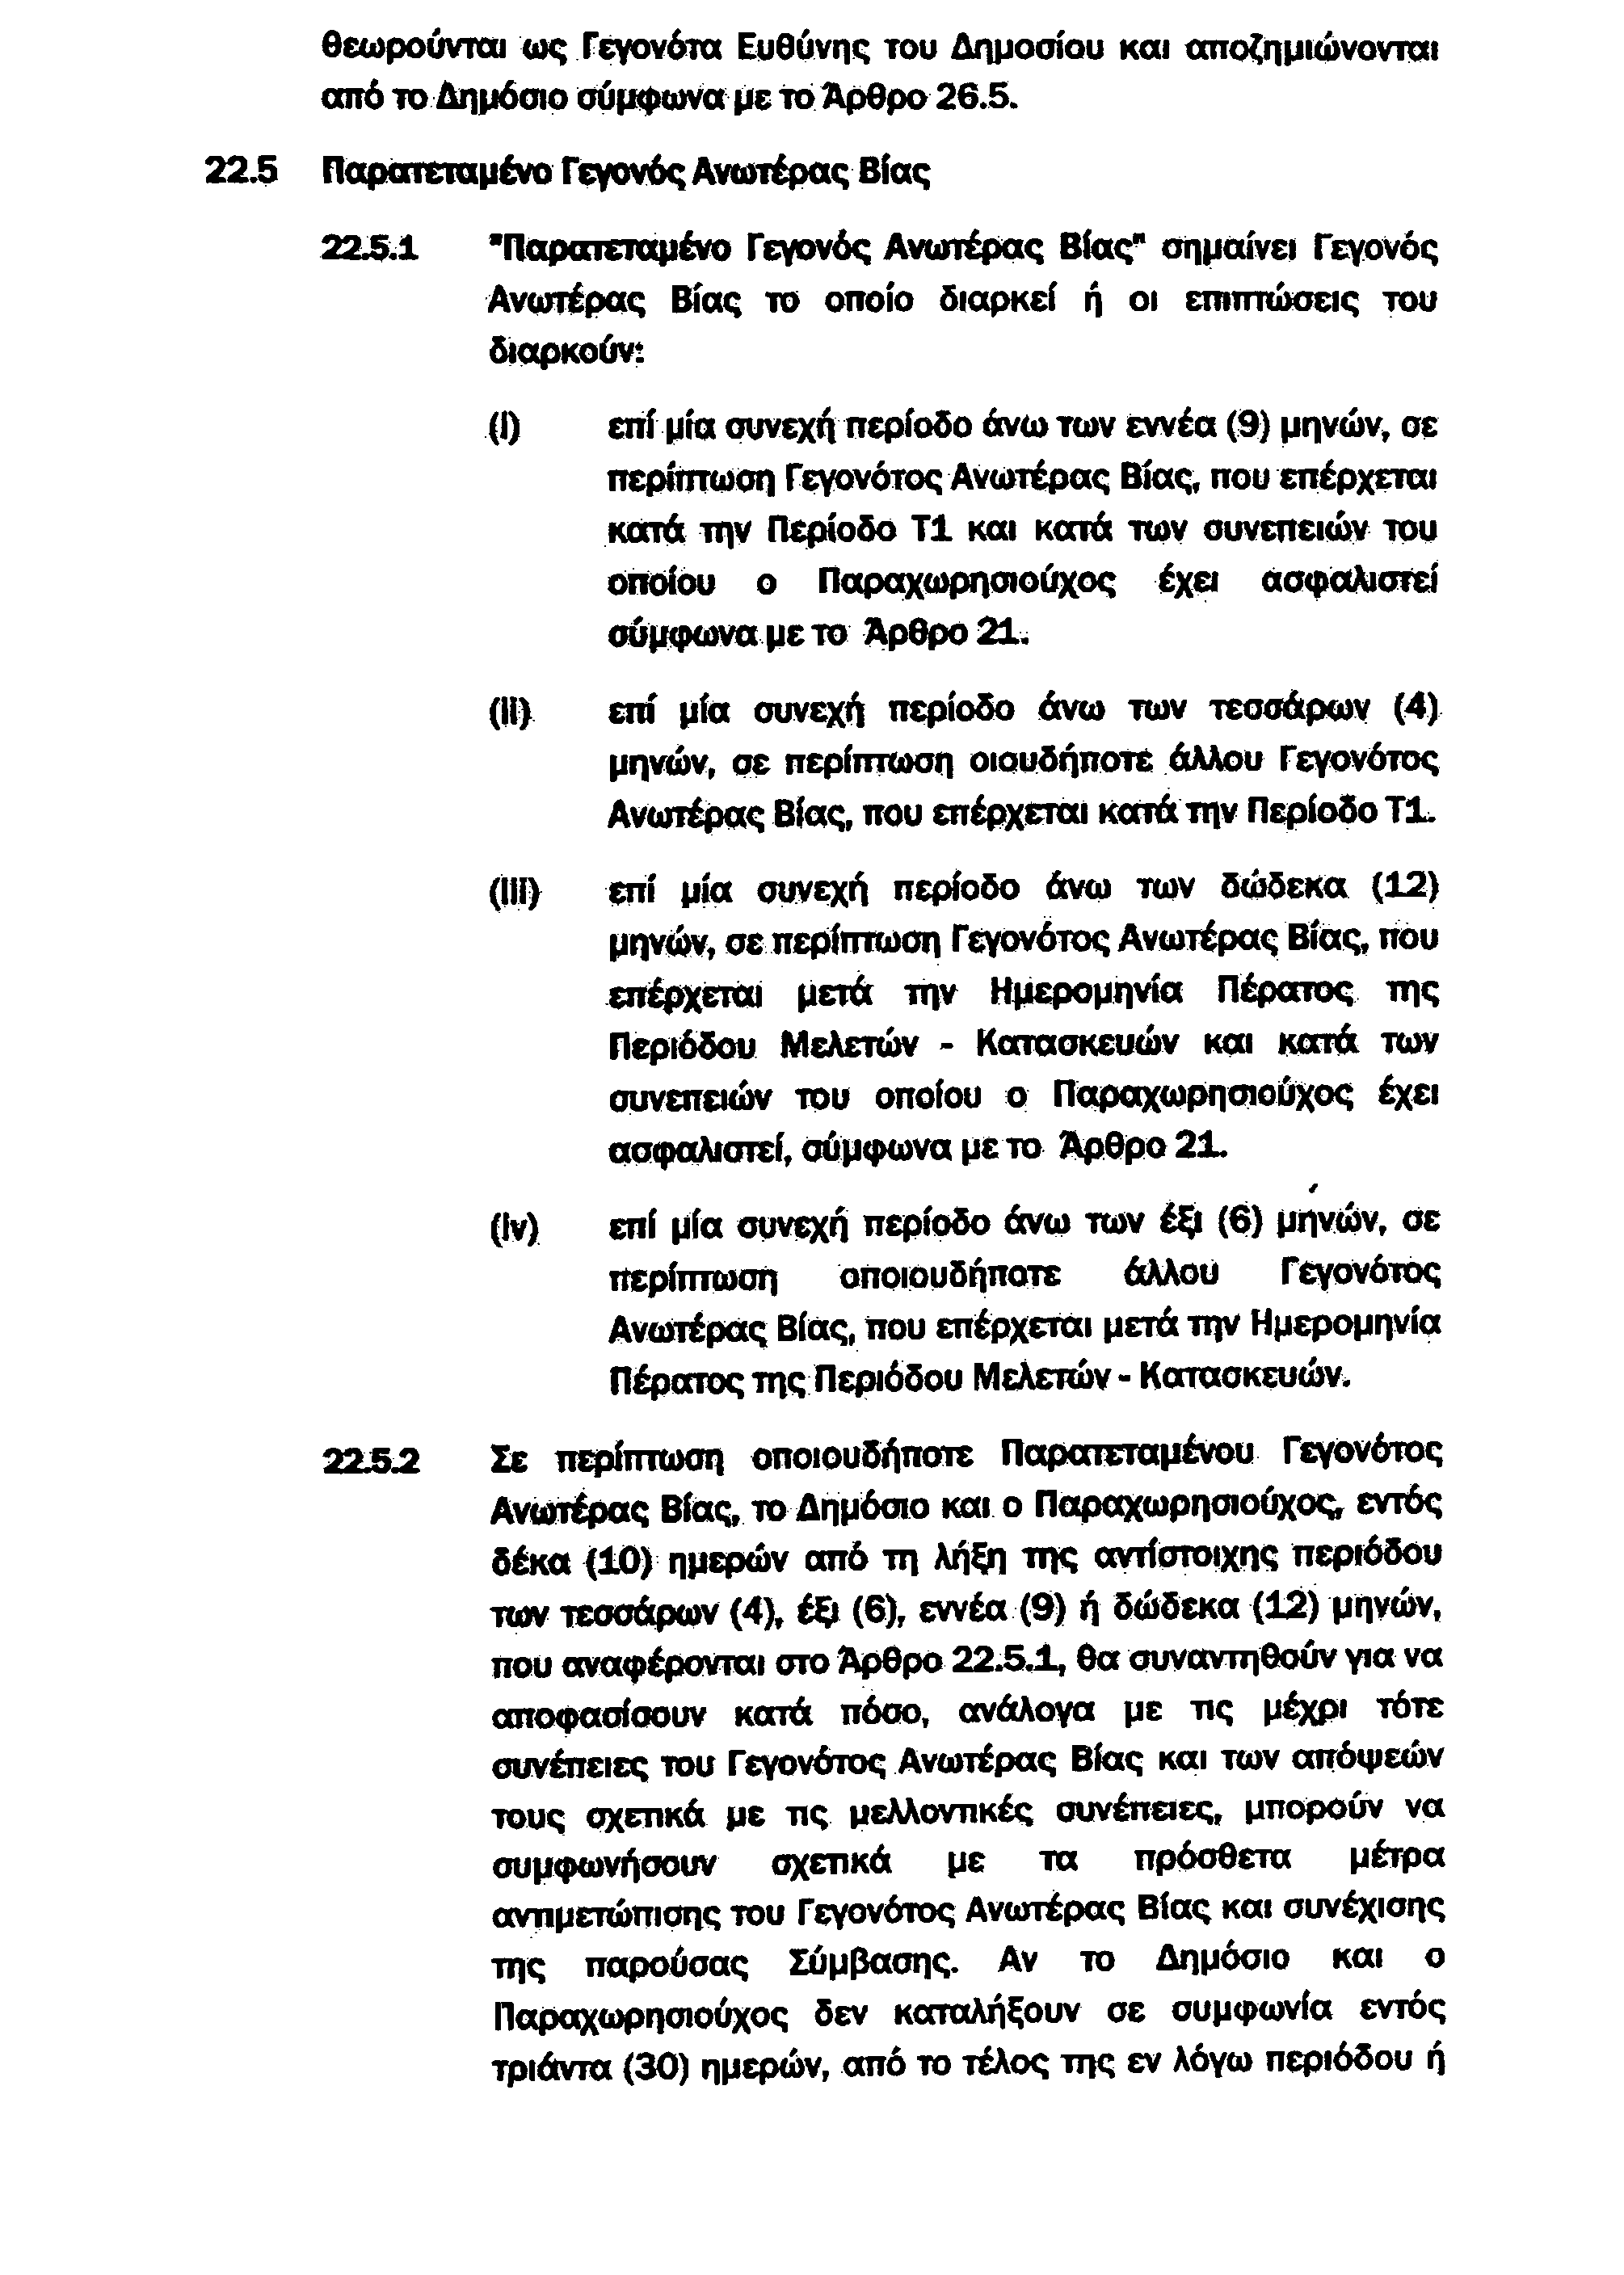 θεωρούνται ως Γεγονότα Ευθύνης του Δημοσίου και αποζημιώνονται
από το Δημόσιο σύμφωνα με το Άρθρο 26.5.
22.5 Παρατεταμένο Γεγονός Ανωτέρας Βίας
22.5.1 "Παρατεταμένο Γεγονός Ανωτέρας Βίας" σημαίνει Γεγονός
Ανωτέρας Βίας το οποίο διαρκεί ή οι επιπτώσεις του
διαρκούν:
(i) επί μία συνεχή περίοδο άνω των εννέα (9) μηνών, σε
περίπτωση Γεγονότος Ανωτέρας Βίας, που επέρχεται
κατά την Περίοδο Τ1 και κατά των συνεπειών του
οποίου ο Παραχωρησιούχος έχει ασφαλιστεί
σύμφωνα με το Άρθρο 21.
(ii) επί μία συνεχή περίοδο άνω των τεσσάρων (4)
μηνών, σε περίπτωση οιουδήποτε άλλου Γεγονότος
Ανωτέρας Βίας, που επέρχεται κατά την Περίοδο Τ1.
(iii) επί μία συνεχή περίοδο άνω των δώδεκα (12)
μηνών, σε περίπτωση Γεγονότος Ανωτέρας Βίας, που
επέρχεται μετά την Ημερομηνία Πέρατος της
Περιόδου Μελετών - Κατασκευών και κατά των
συνεπειών του οποίου ο Παραχωρησιούχος έχει
ασφαλιστεί, σύμφωνα με το Άρθρο 21.
(iv) επί μία συνεχή περίοδο άνω των έξι (6) μηνών, σε
περίπτωση οποιουδήποτε άλλου Γεγονότος
Ανωτέρας Βίας, που επέρχεται μετά την Ημερομηνία
Πέρατος της Περιόδου Μελετών - Κατασκευών.
22.5.2 Σε περίπτωση οποιουδήποτε Παρατεταμένου Γεγονότος
Ανωτέρας Βίας, το Δημόσιο και ο Παραχωρησιούχος, εντός
δέκα (10) ημερών από τη λήξη της αντίστοιχης περιόδου
των τεσσάρων (4), έξι (6), εννέα (9) ή δώδεκα (12) μηνών,
που αναφέρονται στο Άρθρο 22.5.1, θα συναντηθούν για να
αποφασίσουν κατά πόσο, ανάλογα με τις μέχρι τότε
συνέπειες του Γεγονότος Ανωτέρας Βίας και των απόψεών
τους σχετικά με τις μελλοντικές συνέπειες, μπορούν να
συμφωνήσουν σχετικά με τα πρόσθετα μέτρα
αντιμετώπισης του Γεγονότος Ανωτέρας Βίας και συνέχισης
της παρούσας Σύμβασης. Αν το Δημόσιο και ο
Παραχωρησιούχος δεν καταλήξουν σε συμφωνία εντός
τριάντα (30) ημερών, από το τέλος της εν λόγω περιόδου ή